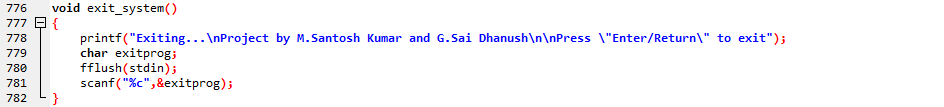 776 void exit_system()
777 {
778 printf("Exiting...\nProject by M.Santosh Kumar and G.Sai Dhanush\n\nPress \"Enter/Return\" to exit");
779 char exitprog;
780 fflush(stdin);
781 scanf("%c",&exitprog);
782 }